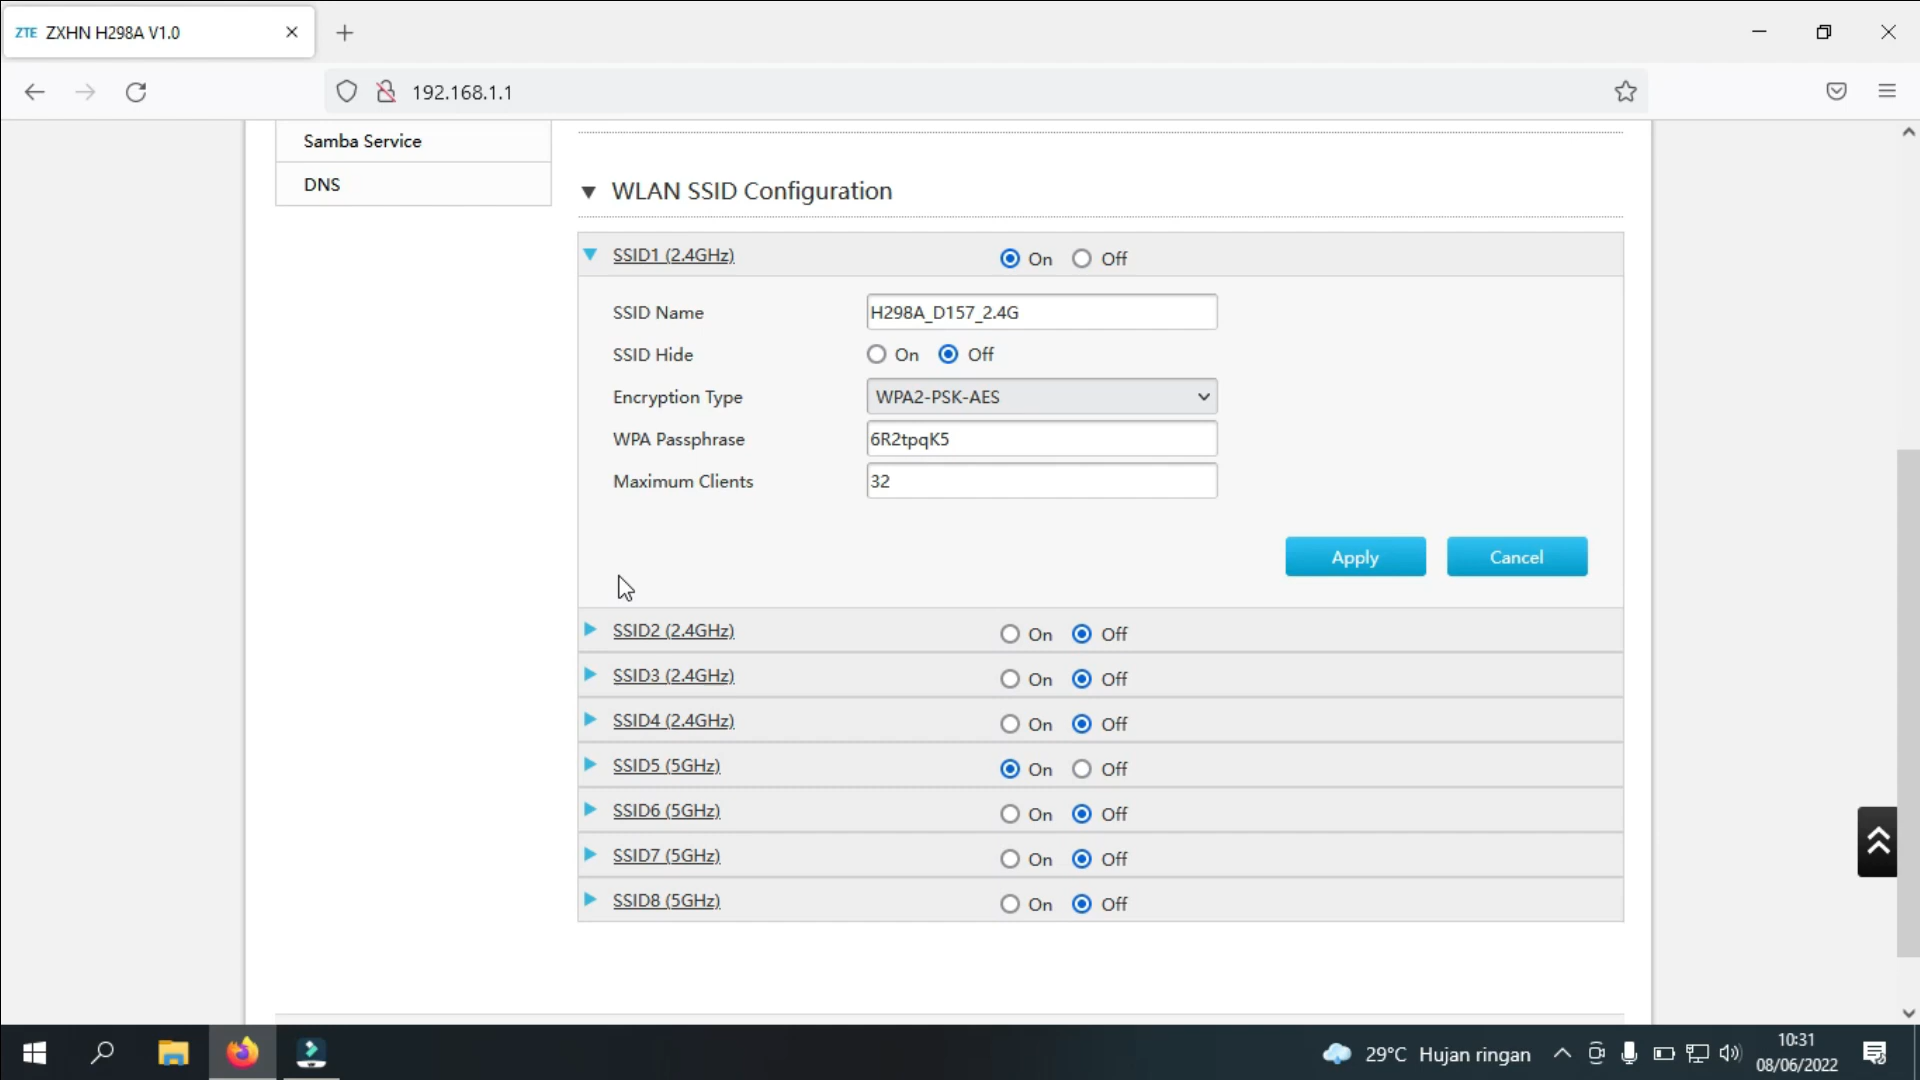 ZTE ZXHN H298A V1.0
192.168.1.1
Samba Service
DNS
WLAN SSID Configuration
SSID1 (2.4GHz) On Off
SSID Name H298A_D157_2.4G
SSID Hide On Off
Encryption Type WPA2-PSK-AES
WPA Passphrase 6R2tpqK5
Maximum Clients 32
Apply Cancel
SSID2 (2.4GHz) On Off
SSID3 (2.4GHz) On Off
SSID4 (2.4GHz) On Off
SSID5 (5GHz) On Off
SSID6 (5GHz) On Off
SSID7 (5GHz) On Off
SSID8 (5GHz) On Off
29°C Hujan ringan
10:31
08/06/2022